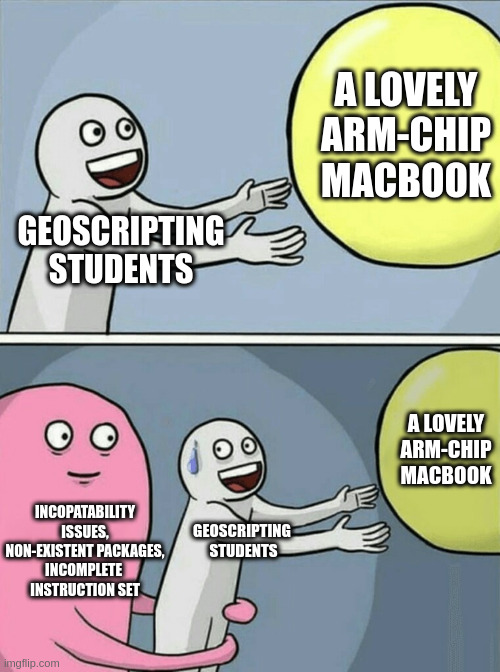 A LOVELY
ARM-CHIP
MACBOOK
GEOSCRIPTING
STUDENTS
A LOVELY
ARM-CHIP
MACBOOK
INCOPATABILITY
ISSUES,
NON-EXISTENT PACKAGES,
INCOMPLETE
INSTRUCTION SET
GEOSCRIPTING
STUDENTS
imgflip.com